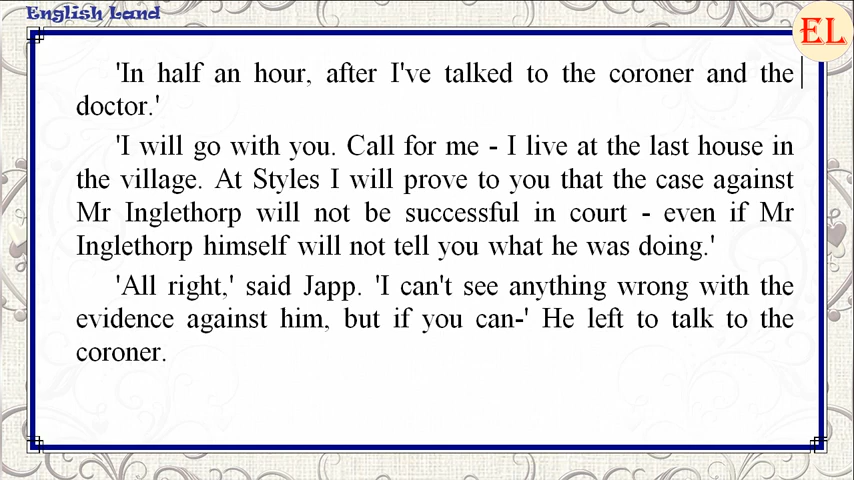 English Land
EL
'In half an hour, after I've talked to the coroner and the
doctor.'
'I will go with you. Call for me - I live at the last house in
the village. At Styles I will prove to you that the case against
Mr Inglethorp will not be successful in court - even if Mr
Inglethorp himself will not tell you what he was doing.'
'All right,' said Japp. 'I can't see anything wrong with the
evidence against him, but if you can-' He left to talk to the
coroner.